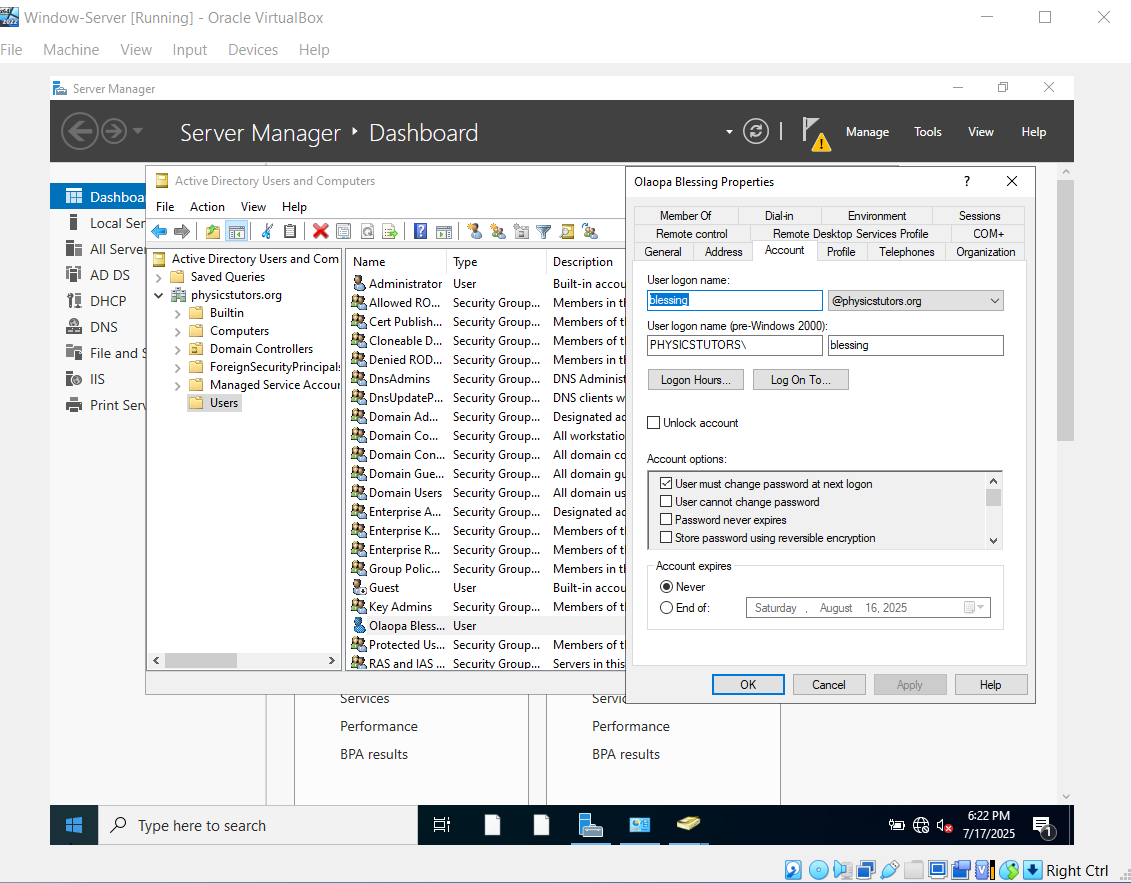 Window-Server [Running] - Oracle VirtualBox
File Machine View Input Devices Help
Server Manager
Server Manager Dashboard
Manage Tools View Help
Dashboa
Local Ser
All Server
AD DS
DHCP
DNS
File and S
IIS
Print Serv
Active Directory Users and Computers
File Action View Help
Active Directory Users and Com
Saved Queries
physicstutors.org
Builtin
Computers
Domain Controllers
ForeignSecurityPrincipals
Managed Service Accour
Users
Name Type Description
Administrator User Built-in accou
Allowed RO... Security Group... Members in th
Cert Publish... Security Group... Members of th
Cloneable D... Security Group... Members of th
Denied ROD... Security Group... Members in th
DnsAdmins Security Group... DNS Administ
DnsUpdateP... Security Group... DNS clients w
Domain Ad... Security Group... Designated ad
Domain Co... Security Group... All workstatio
Domain Con... Security Group... All domain co
Domain Gue... Security Group... All domain gu
Domain Users Security Group... All domain us
Enterprise A... Security Group... Designated ad
Enterprise K... Security Group... Members of th
Enterprise R... Security Group... Members of th
Group Polic... Security Group... Members in th
Guest User Built-in accou
Key Admins Security Group... Members of th
Olaopa Bless... User
Protected Us... Security Group... Members of th
RAS and IAS ... Security Group... Servers in this
Olaopa Blessing Properties ?
Member Of Dial-in Environment Sessions
Remote control Remote Desktop Services Profile COM+
General Address Account Profile Telephones Organization
User logon name:
blessing @physicstutors.org
User logon name (pre-Windows 2000):
PHYSICSTUTORS\ blessing
Logon Hours... Log On To...
Unlock account
Account options:
User must change password at next logon
User cannot change password
Password never expires
Store password using reversible encryption
Account expires
Never
End of: Saturday , August 16, 2025
OK Cancel Apply Help
Services
Performance
BPA results
Servic
Performance
BPA results
Type here to search
6:22 PM
7/17/2025
1
Right Ctrl